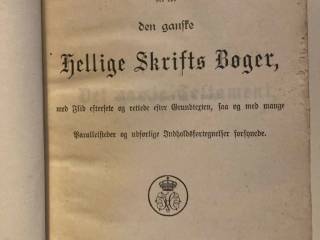 den ganske
Hellige Skrifts Bøger,
med Flid eftersete og rettede efter Grundtexten, saa og med mange
Parallelsteder og udførlige Indholdsfortegnelser forsynede.